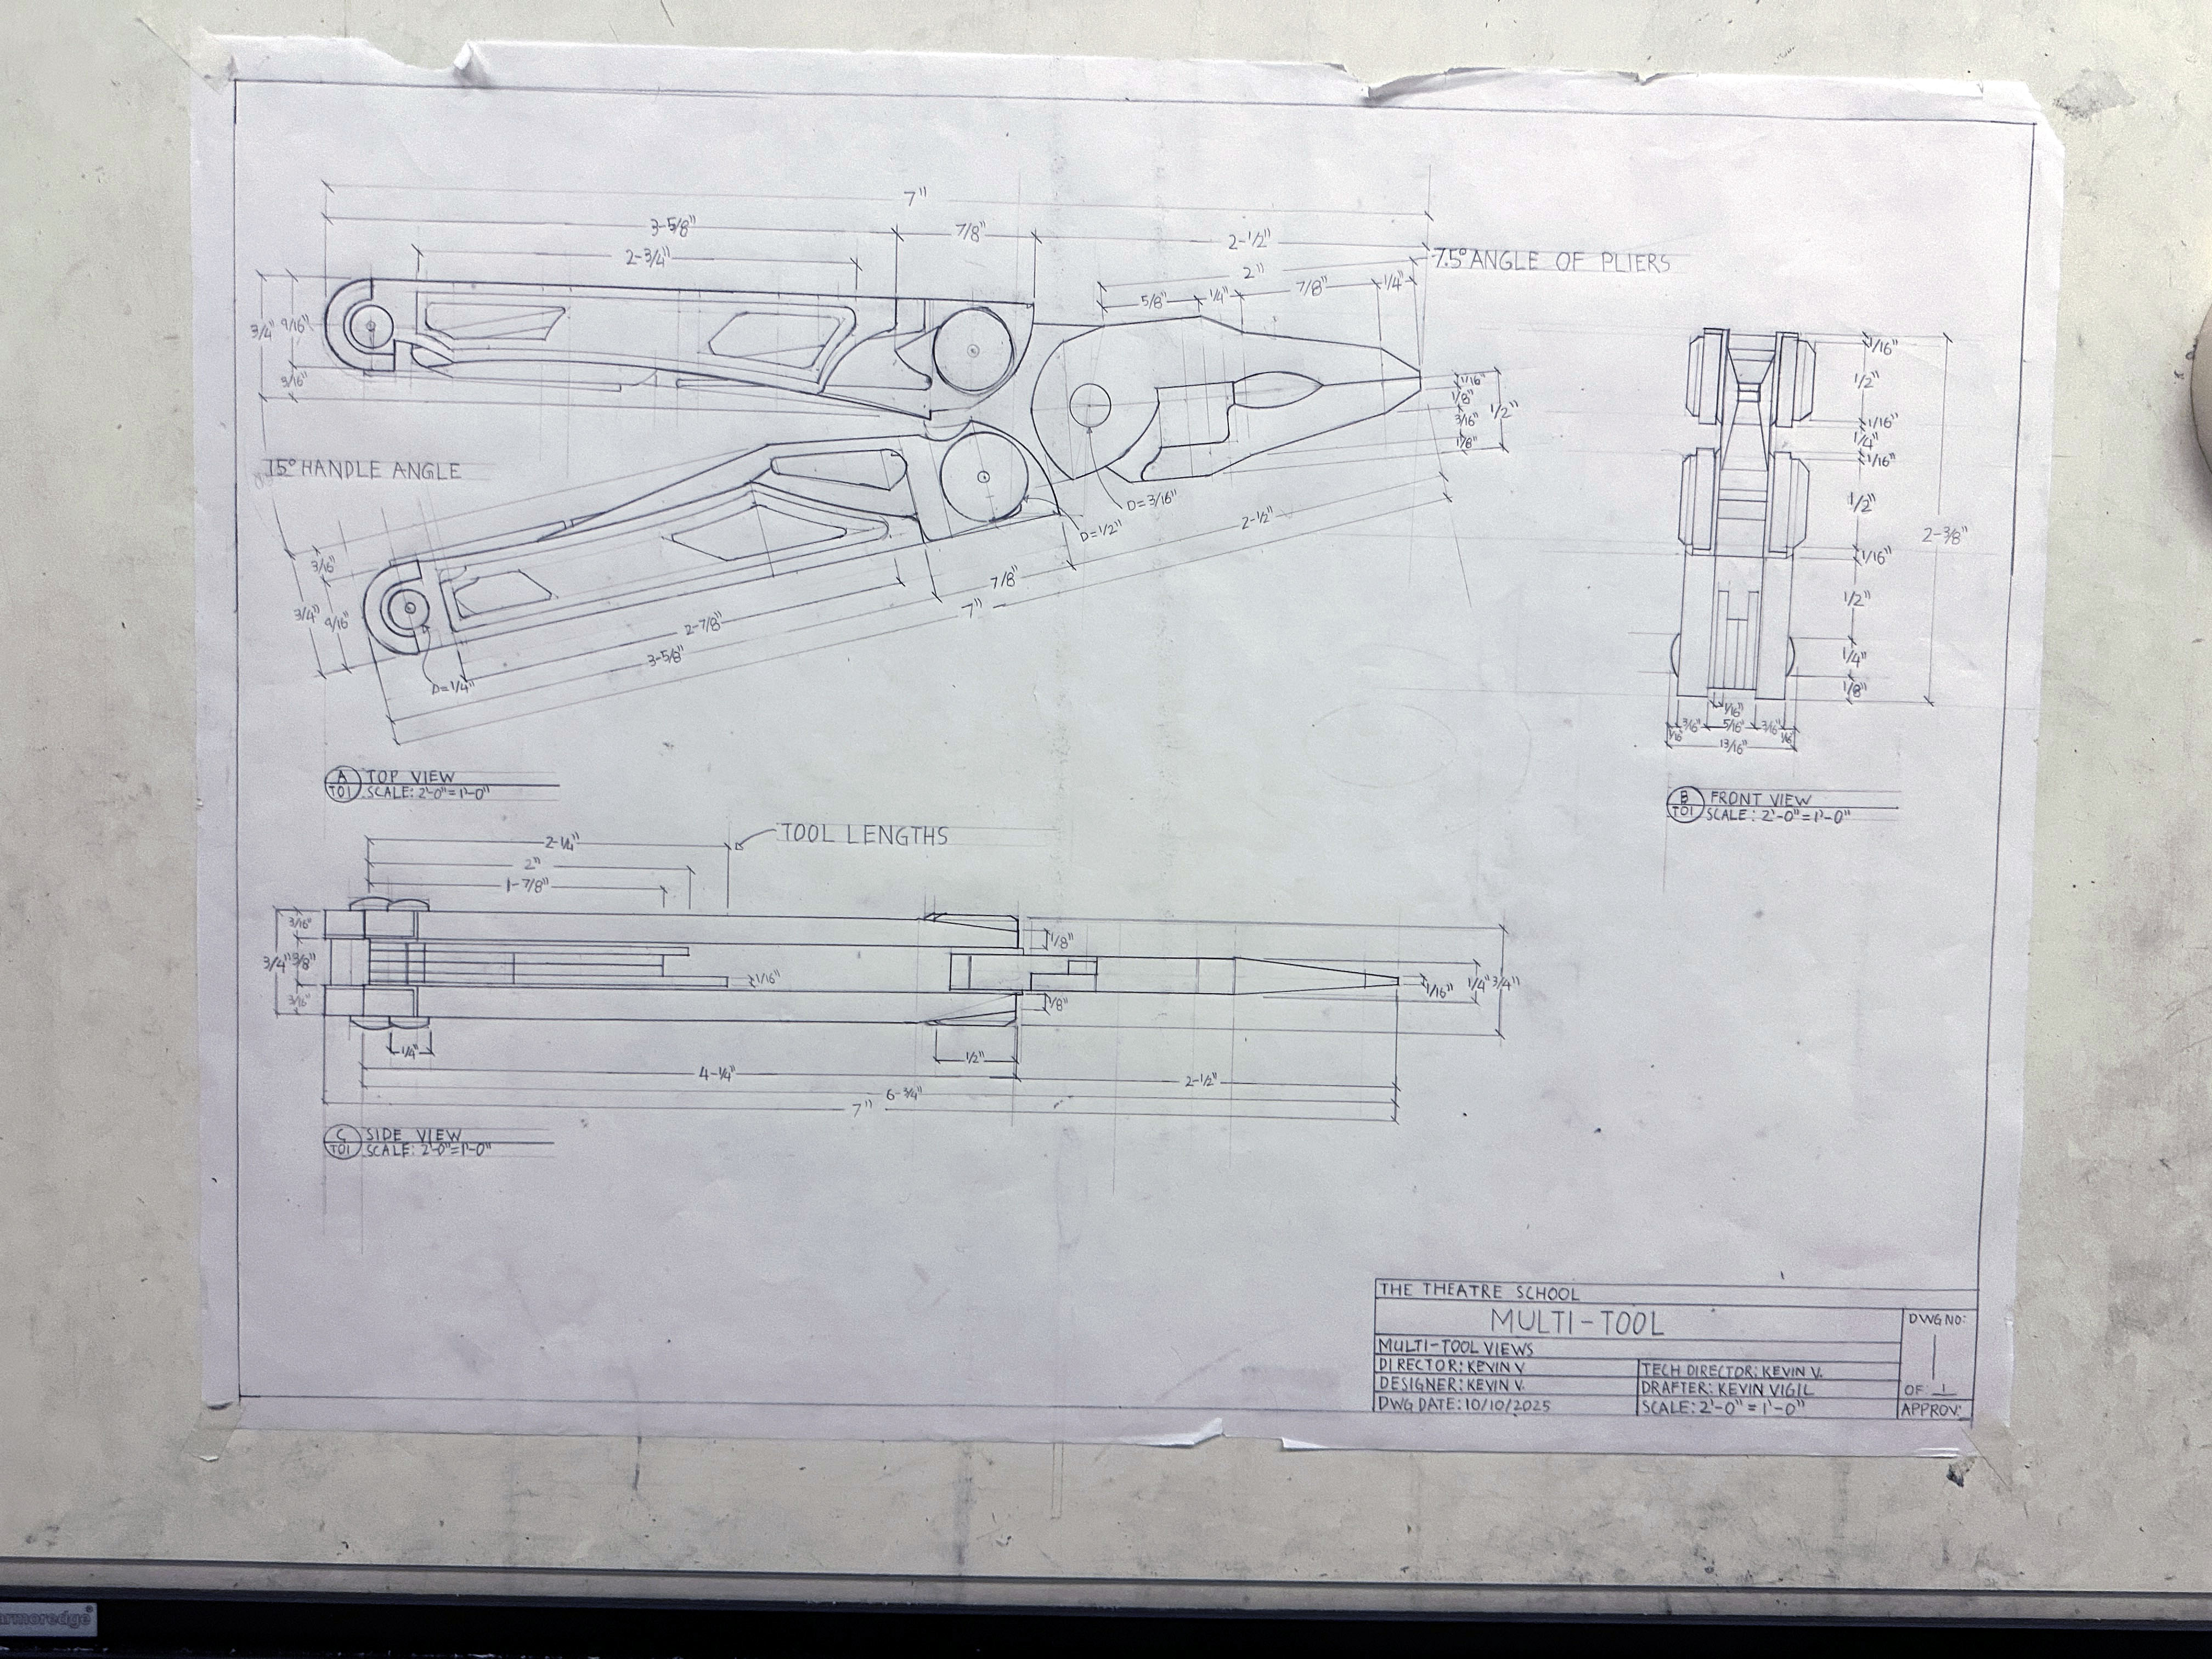 7"
3-5/8"
7/8"
2-1/2"
2-3/4"
7.5° ANGLE OF PLIERS
2"
5/8"
1/4"
7/8"
1/4"
3/4"
9/16"
3/16"
1/16"
1/8"
3/16"
1/8"
1/2"
15° HANDLE ANGLE
D=3/16"
D=1/2"
2-1/2"
7/8"
7"
3/16"
3/4"
9/16"
2-7/8"
3-5/8"
D=1/4"
A
T01
TOP VIEW
SCALE: 2'-0"=1'-0"
1/16"
1/2"
1/16"
1/4"
1/16"
1/2"
2-3/8"
1/16"
1/2"
1/4"
1/8"
1/16"
1/16"
3/16"
5/16"
3/16"
1/16"
13/16"
B
T01
FRONT VIEW
SCALE: 2'-0"=1'-0"
2-1/4"
TOOL LENGTHS
2"
1-7/8"
3/16"
3/4"
3/8"
3/16"
1/8"
1/16"
1/8"
1/16"
1/4"
3/4"
1/4"
1/2"
4-1/4"
2-1/2"
6-3/4"
7"
C
T01
SIDE VIEW
SCALE: 2'-0"=1'-0"
THE THEATRE SCHOOL
MULTI-TOOL
MULTI-TOOL VIEWS
DIRECTOR: KEVIN V
TECH DIRECTOR: KEVIN V.
DESIGNER: KEVIN V.
DRAFTER: KEVIN VIGIL
DWG DATE: 10/10/2025
SCALE: 2'-0" = 1'-0"
DWG NO:
1
OF: 1
APPROV:
armoredge®